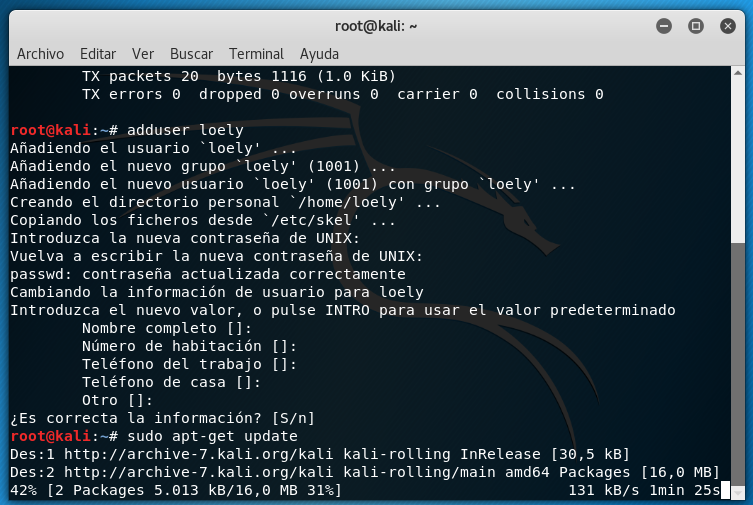 root@kali: ~
Archivo Editar Ver Buscar Terminal Ayuda
TX packets 20  bytes 1116 (1.0 KiB)
TX errors 0  dropped 0 overruns 0  carrier 0  collisions 0
root@kali:~# adduser loely
Añadiendo el usuario `loely' ...
Añadiendo el nuevo grupo `loely' (1001) ...
Añadiendo el nuevo usuario `loely' (1001) con grupo `loely' ...
Creando el directorio personal `/home/loely' ...
Copiando los ficheros desde `/etc/skel' ...
Introduzca la nueva contraseña de UNIX:
Vuelva a escribir la nueva contraseña de UNIX:
passwd: contraseña actualizada correctamente
Cambiando la información de usuario para loely
Introduzca el nuevo valor, o pulse INTRO para usar el valor predeterminado
Nombre completo []:
Número de habitación []:
Teléfono del trabajo []:
Teléfono de casa []:
Otro []:
¿Es correcta la información? [S/n]
root@kali:~# sudo apt-get update
Des:1 http://archive-7.kali.org/kali kali-rolling InRelease [30,5 kB]
Des:2 http://archive-7.kali.org/kali kali-rolling/main amd64 Packages [16,0 MB]
42% [2 Packages 5.013 kB/16,0 MB 31%] 131 kB/s 1min 25s